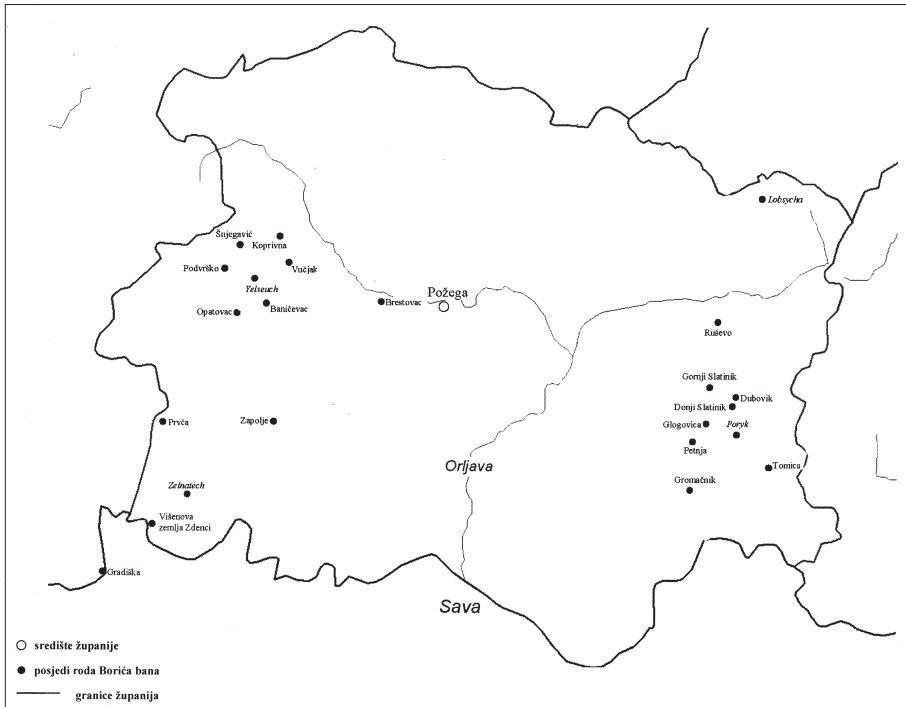 Lobsycha
Šnjegavić
Koprivna
Podvrško
Vučjak
Yelseuch
Požega
Brestovac
Baničevac
Opatovac
Ruševo
Gornji Slatinik
Dubovik
Donji Slatinik
Prvča
Zapolje
Glogovica
Poryk
Petnja
Orljava
Tomica
Gromačnik
Zelnatech
Višenova
zemlja Zdenci
Gradiška
Sava
središte županije
posjedi roda Borića bana
granice županija